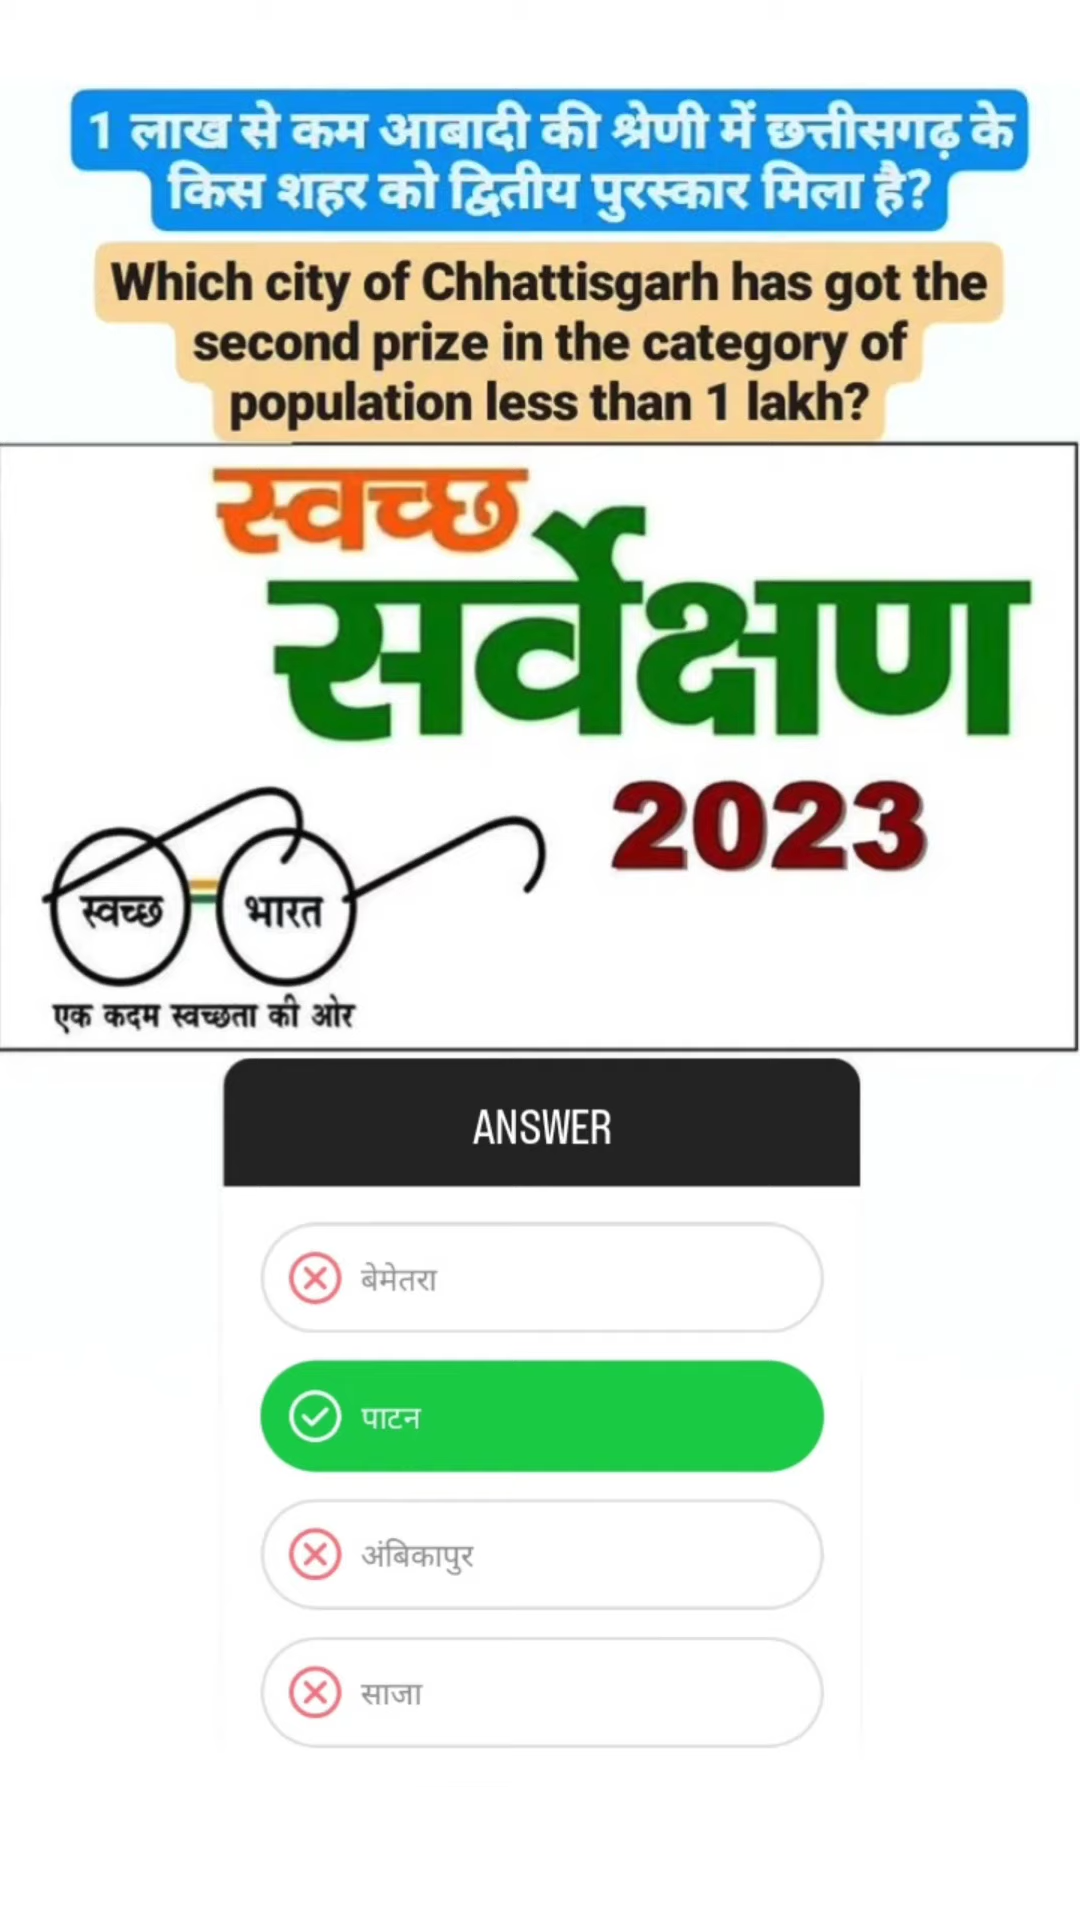 1 लाख से कम आबादी की श्रेणी में छत्तीसगढ़ के
किस शहर को द्वितीय पुरस्कार मिला है?
Which city of Chhattisgarh has got the
second prize in the category of
population less than 1 lakh?
स्वच्छ
सर्वेक्षण
2023
स्वच्छ भारत
एक कदम स्वच्छता की ओर
ANSWER
बेमेतरा
पाटन
अंबिकापुर
साजा